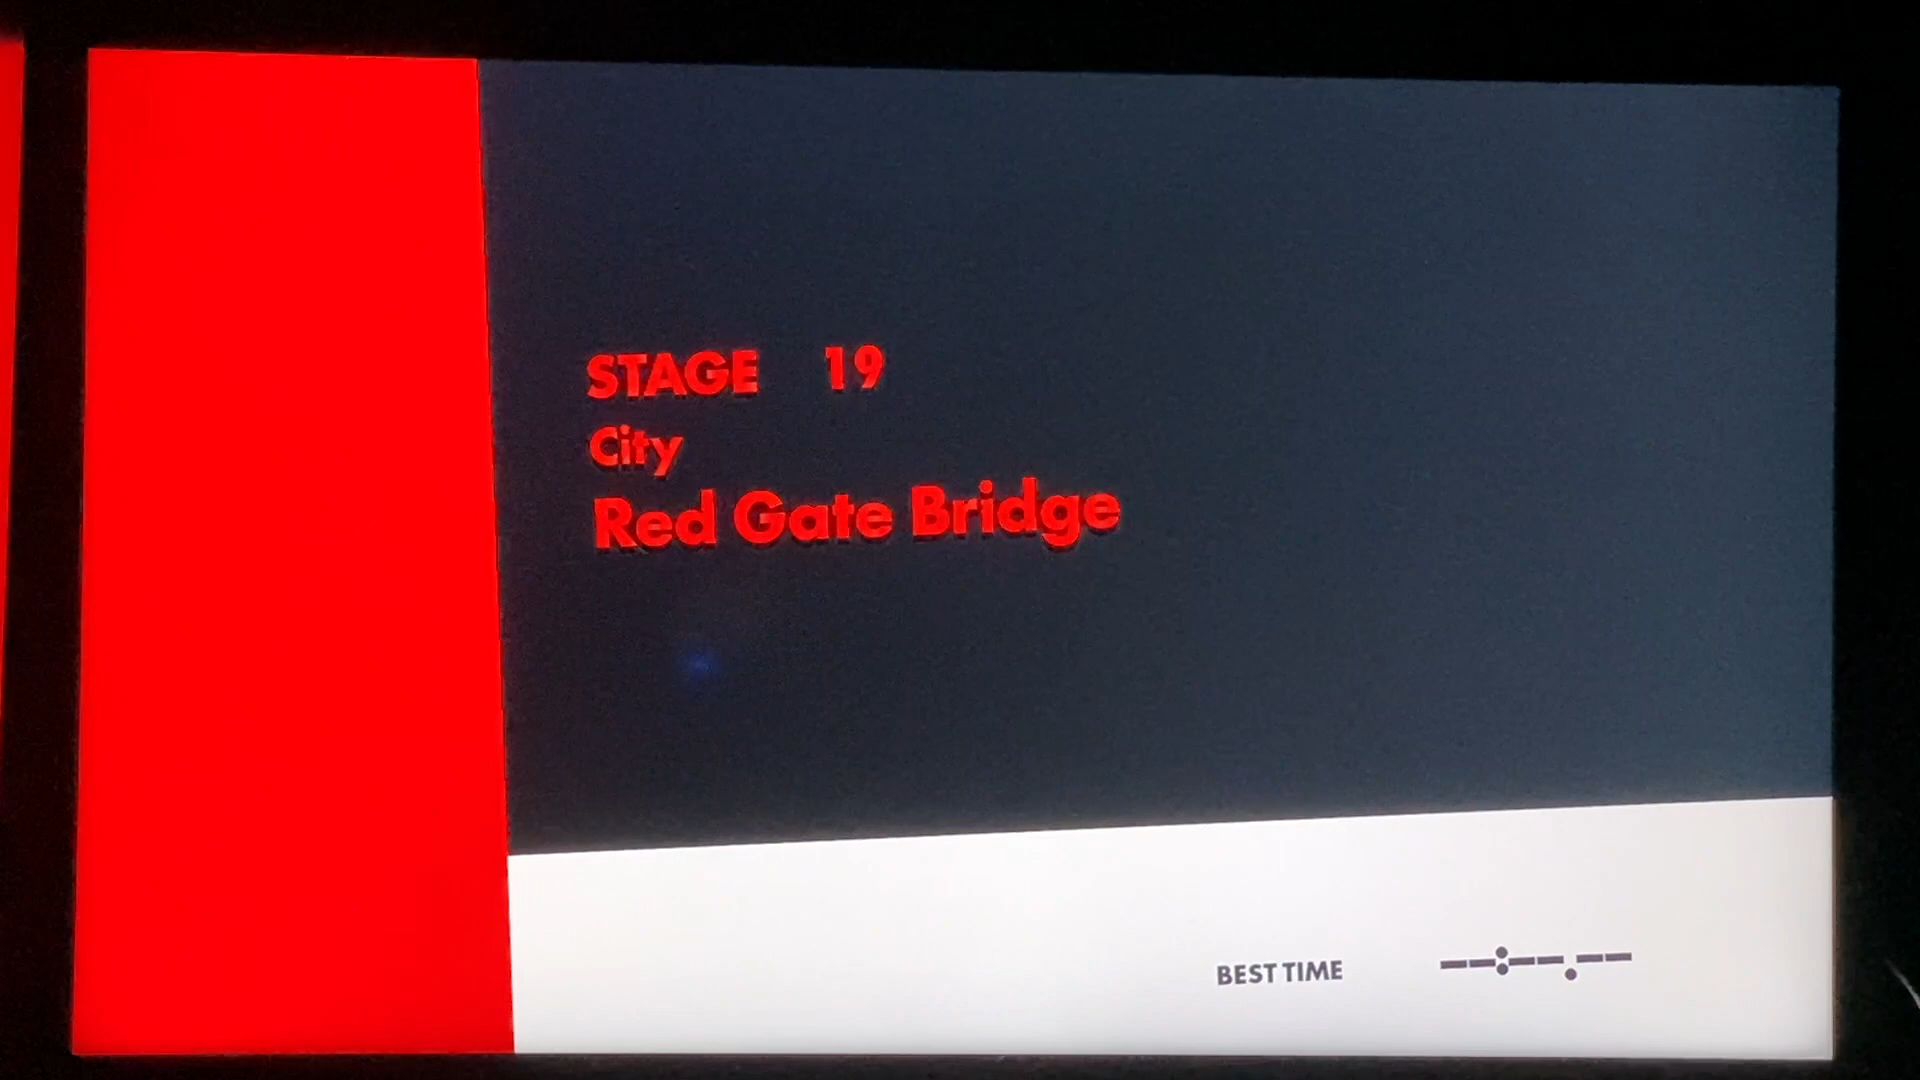 STAGE 19
City
Red Gate Bridge
BEST TIME --:--.--